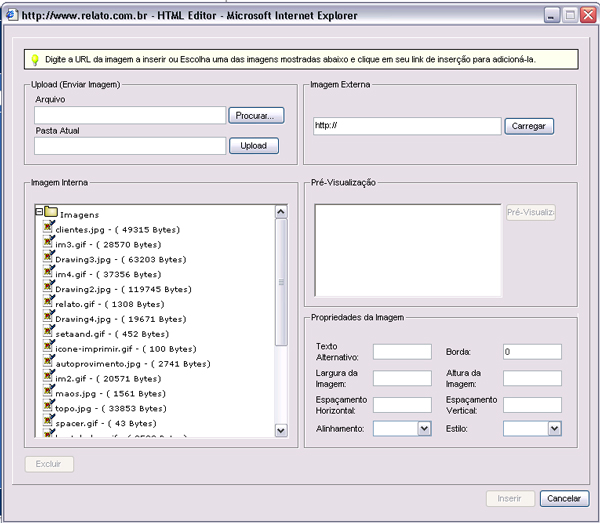 http://www.relato.com.br - HTML Editor - Microsoft Internet Explorer
Digite a URL da imagem a inserir ou Escolha uma das imagens mostradas abaixo e clique em seu link de inserção para adicioná-la.
Upload (Enviar Imagem)
Arquivo
Procurar...
Pasta Atual
Upload
Imagem Externa
http://
Carregar
Imagem Interna
Imagens
clientes.jpg - ( 49315 Bytes)
im3.gif - ( 28570 Bytes)
Drawing3.jpg - ( 63203 Bytes)
im4.gif - ( 37356 Bytes)
Drawing2.jpg - ( 119745 Bytes)
relato.gif - ( 1308 Bytes)
Drawing4.jpg - ( 19671 Bytes)
setaand.gif - ( 452 Bytes)
icone-imprimir.gif - ( 100 Bytes)
autoprovimento.jpg - ( 2741 Bytes)
im2.gif - ( 20571 Bytes)
maos.jpg - ( 1561 Bytes)
topo.jpg - ( 33853 Bytes)
spacer.gif - ( 43 Bytes)
Pré-Visualização
Pré-Visualiz
Propriedades da Imagem
Texto Alternativo:
Borda: 0
Largura da Imagem:
Altura da Imagem:
Espaçamento Horizontal:
Espaçamento Vertical:
Alinhamento:
Estilo:
Excluir
Inserir
Cancelar